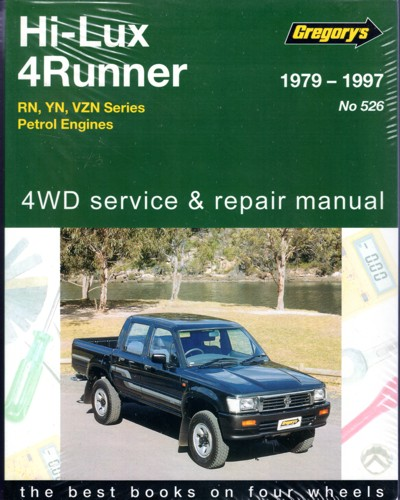 Hi-Lux
4Runner
Gregory's
RN, YN, VZN Series
Petrol Engines
1979 – 1997
No 526
4WD service & repair manual
the best books on four wheels